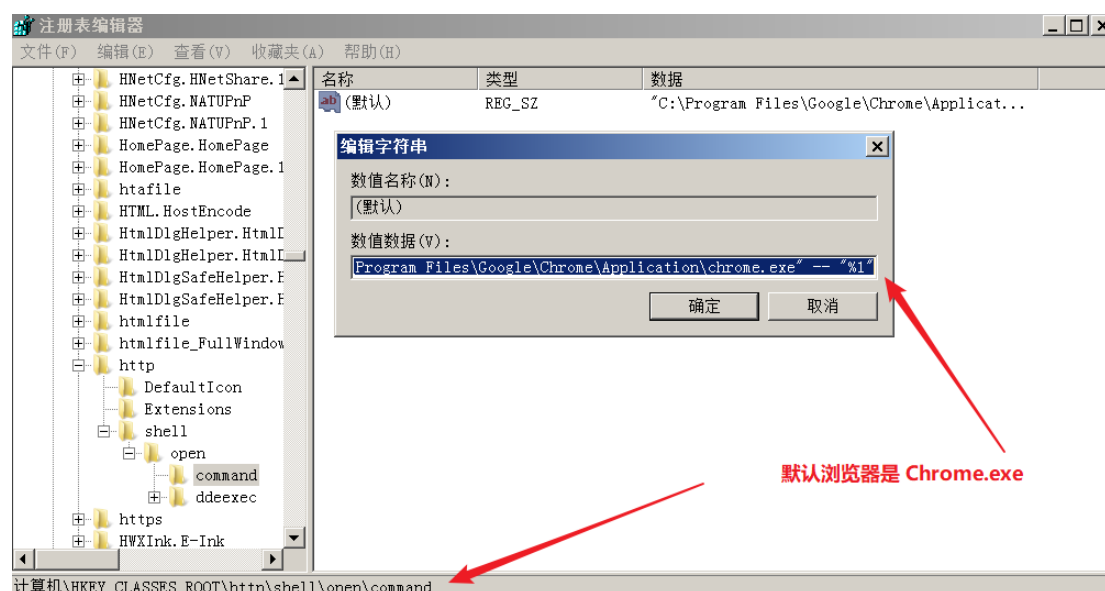 注册表编辑器
文件(F) 编辑(E) 查看(V) 收藏夹(A) 帮助(H)
HNetCfg.HNetShare.1
HNetCfg.NATUPnP
HNetCfg.NATUPnP.1
HomePage.HomePage
HomePage.HomePage.1
htafile
HTML.HostEncode
HtmlDlgHelper.HtmlD
HtmlDlgHelper.HtmlD
HtmlDlgSafeHelper.H
HtmlDlgSafeHelper.H
htmlfile
htmlfile_FullWindow
http
DefaultIcon
Extensions
shell
open
command
ddeexec
https
HWXInk.E-Ink
名称 类型 数据
(默认) REG_SZ "C:\Program Files\Google\Chrome\Applicat...
编辑字符串
数值名称(N):
(默认)
数值数据(V):
Program Files\Google\Chrome\Application\chrome.exe" -- "%1"
确定 取消
默认浏览器是 Chrome.exe
计算机\HKEY_CLASSES_ROOT\http\shell\open\command